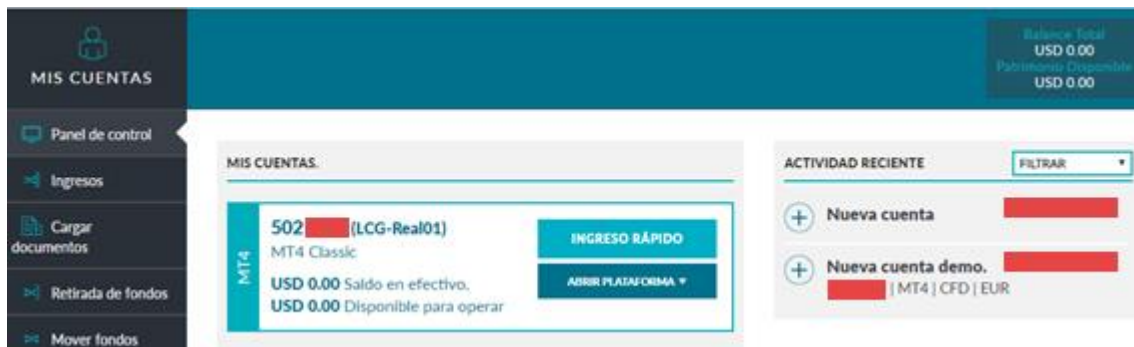 MIS CUENTAS
Panel de control
Ingresos
Cargar
documentos
Retirada de fondos
Mover fondos
Balance Total
USD 0.00
Patrimonio Disponible
USD 0.00
MIS CUENTAS.
MT4
502 (LCG-Real01)
MT4 Classic
USD 0.00 Saldo en efectivo.
USD 0.00 Disponible para operar
INGRESO RÁPIDO
ABRIR PLATAFORMA
ACTIVIDAD RECIENTE
FILTRAR
Nueva cuenta
Nueva cuenta demo.
| MT4 | CFD | EUR